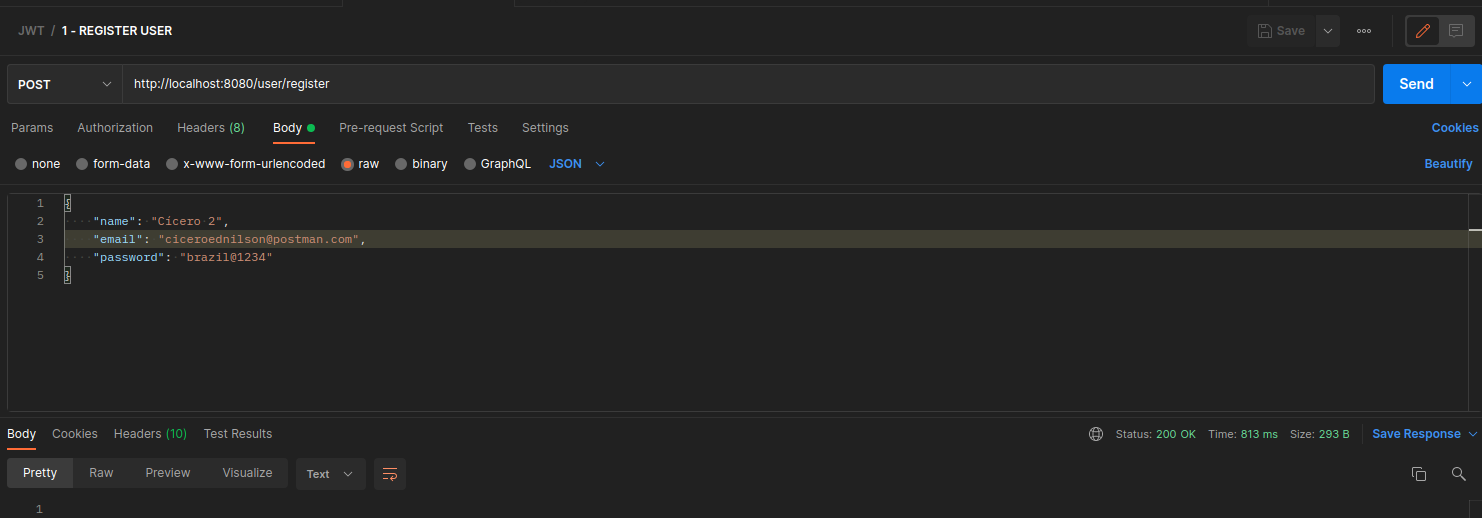 JWT / 1 - REGISTER USER Save
POST http://localhost:8080/user/register Send
Params Authorization Headers (8) Body Pre-request Script Tests Settings Cookies
none form-data x-www-form-urlencoded raw binary GraphQL JSON Beautify
1 {
2 "name": "Cícero 2",
3 "email": "ciceroednilson@postman.com",
4 "password": "brazil@1234"
5 }
Body Cookies Headers (10) Test Results Status: 200 OK Time: 813 ms Size: 293 B Save Response
Pretty Raw Preview Visualize Text
1